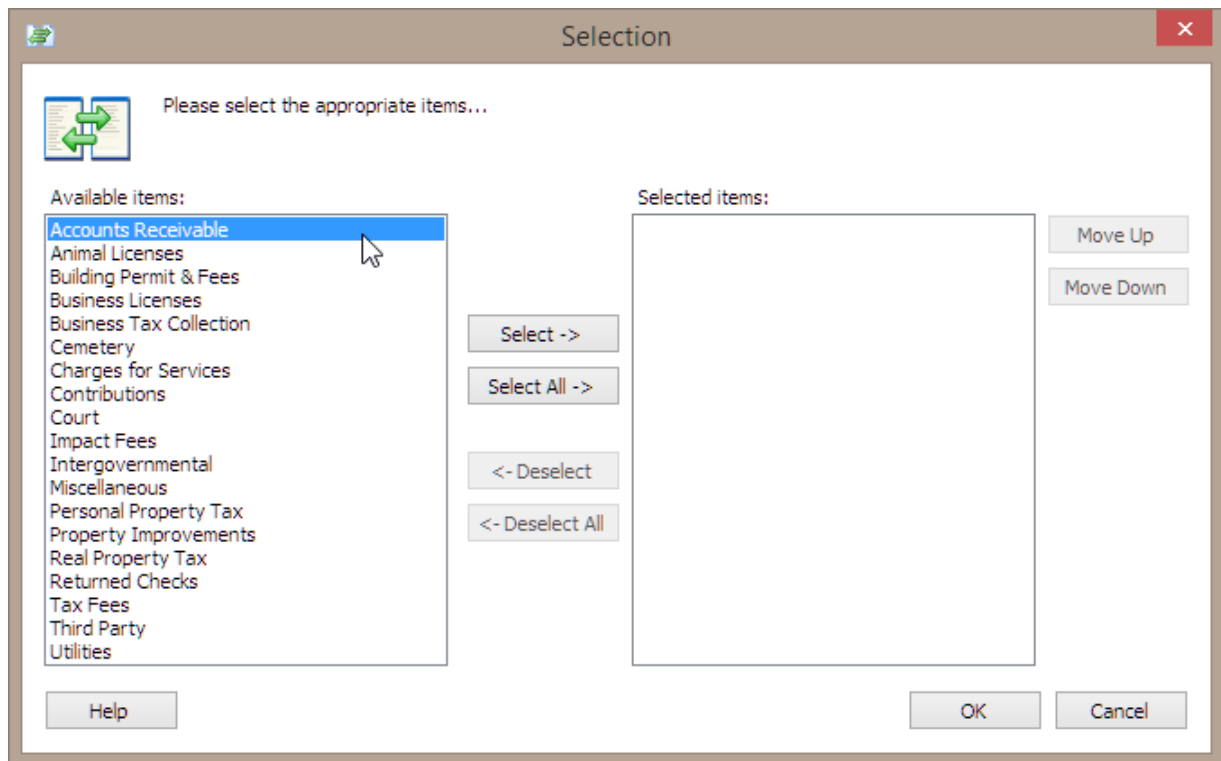 Selection
Please select the appropriate items...
Available items:
Accounts Receivable
Animal Licenses
Building Permit & Fees
Business Licenses
Business Tax Collection
Cemetery
Charges for Services
Contributions
Court
Impact Fees
Intergovernmental
Miscellaneous
Personal Property Tax
Property Improvements
Real Property Tax
Returned Checks
Tax Fees
Third Party
Utilities
Select ->
Select All ->
<- Deselect
<- Deselect All
Selected items:
Move Up
Move Down
Help
OK
Cancel